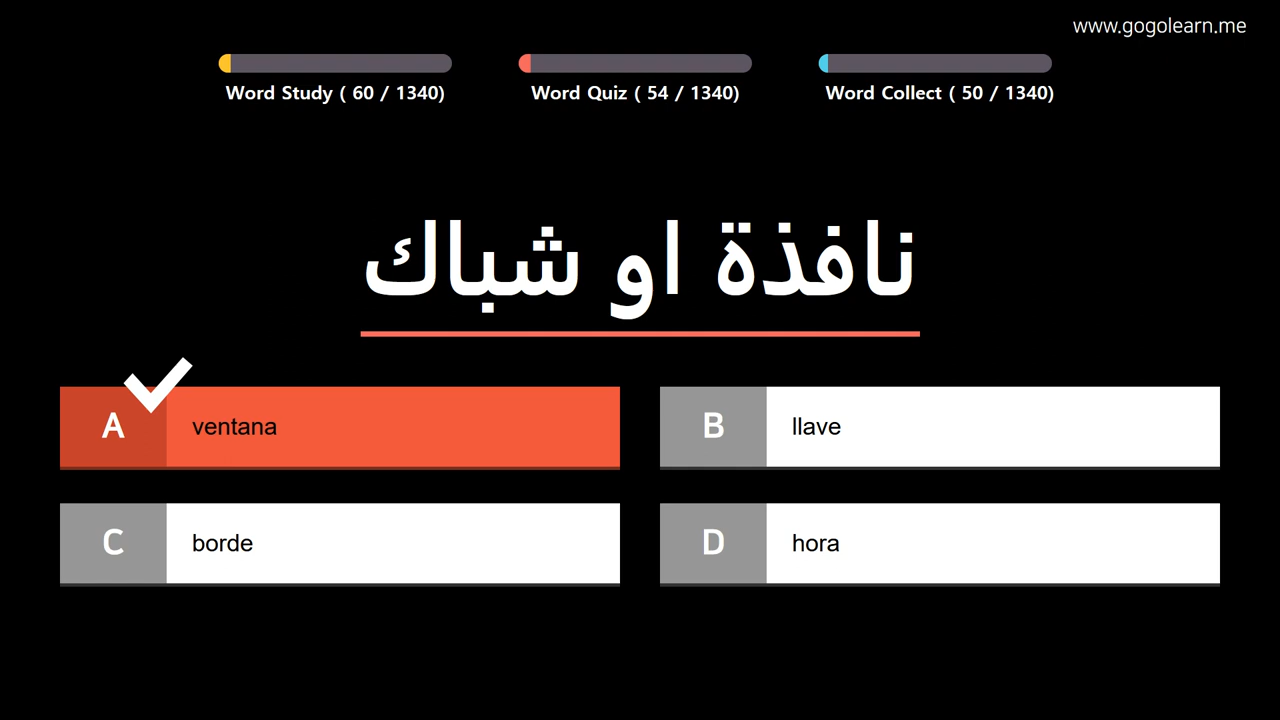 www.gogolearn.me
Word Study ( 60 / 1340)
Word Quiz ( 54 / 1340)
Word Collect ( 50 / 1340)
نافذة او شباك
A ventana
B llave
C borde
D hora